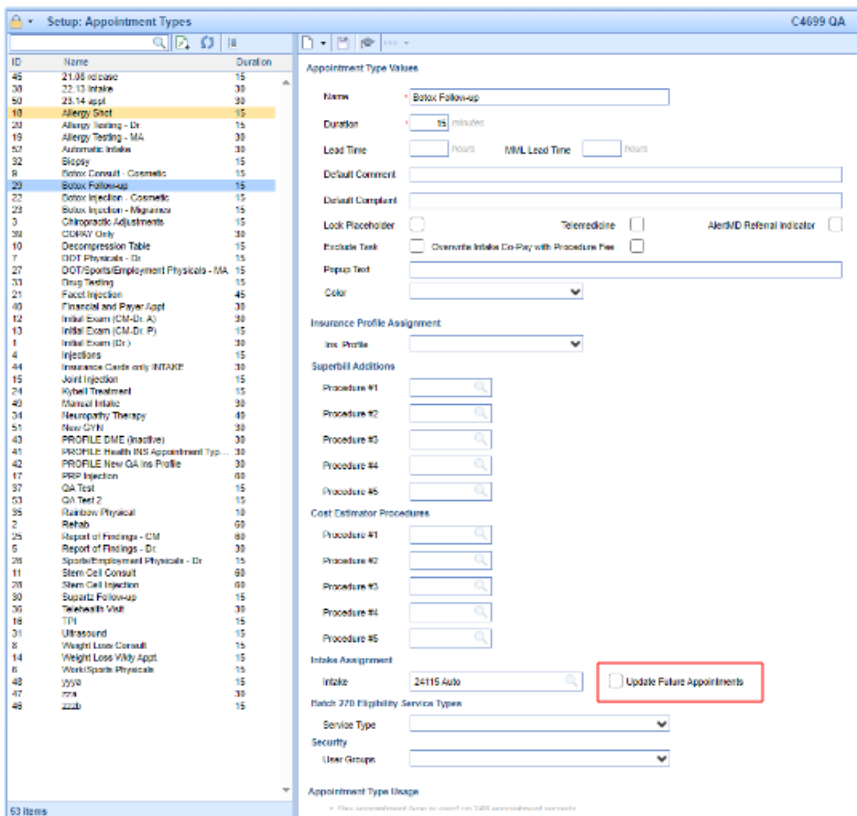 Setup: Appointment Types
C4699 QA
ID Name Duration
45 21.08 release 15
38 22.13 Intake 30
50 23.14 appt 30
18 Allergy Shot 15
20 Allergy Testing - Dr. 15
19 Allergy Testing - MA 30
52 Automatic Intake 30
32 Biopsy 15
9 Botox Consult - Cosmetic 15
29 Botox Follow-up 15
22 Botox Injection - Cosmetic 15
23 Botox Injection - Migraines 15
3 Chiropractic Adjustments 15
39 COPAY Only 30
10 Decompression Table 15
7 DOT Physicals - Dr. 15
27 DOT/Sports/Employment Physicals - MA 15
33 Drug Testing 15
21 Facet Injection 45
40 Financial and Payer Appt 30
12 Initial Exam (CM-Dr. A) 30
13 Initial Exam (CM-Dr. P) 15
1 Initial Exam (Dr.) 30
4 Injections 15
44 Insurance Cards only INTAKE 30
15 Joint Injection 15
24 Kybell Treatment 15
49 Manual Intake 30
34 Neuropathy Therapy 40
51 New GYN 30
43 PROFILE DME (Inactive) 30
41 PROFILE Health INS Appointment Typ... 30
42 PROFILE New QA Ins Profile 30
17 PRP Injection 60
37 QA Test 15
53 QA Test 2 15
35 Rainbow Physical 10
2 Rehab 60
25 Report of Findings - CM 60
5 Report of Findings - Dr. 30
26 Sports/Employment Physicals - Dr. 15
11 Stem Cell Consult 60
28 Stem Cell Injection 60
30 Supartz Follow-up 15
36 Telehealth Visit 30
16 TPI 15
31 Ultrasound 15
8 Weight Loss Consult 15
14 Weight Loss Wkly Appt. 15
6 Work/Sports Physicals 15
48 yyya 15
47 zza 30
46 zzzb 15
53 items
Appointment Type Values
Name * Botox Follow-up
Duration * 15 minutes
Lead Time hours MML Lead Time hours
Default Comment
Default Complaint
Lock Placeholder Telemedicine AlertMD Referral Indicator
Exclude Task Overwrite Intake Co-Pay with Procedure Fee
Popup Text
Color
Insurance Profile Assignment
Ins. Profile
Superbill Additions
Procedure #1
Procedure #2
Procedure #3
Procedure #4
Procedure #5
Cost Estimator Procedures
Procedure #1
Procedure #2
Procedure #3
Procedure #4
Procedure #5
Intake Assignment
Intake 24115 Auto Update Future Appointments
Batch 270 Eligibility Service Types
Service Type
Security
User Groups
Appointment Type Usage